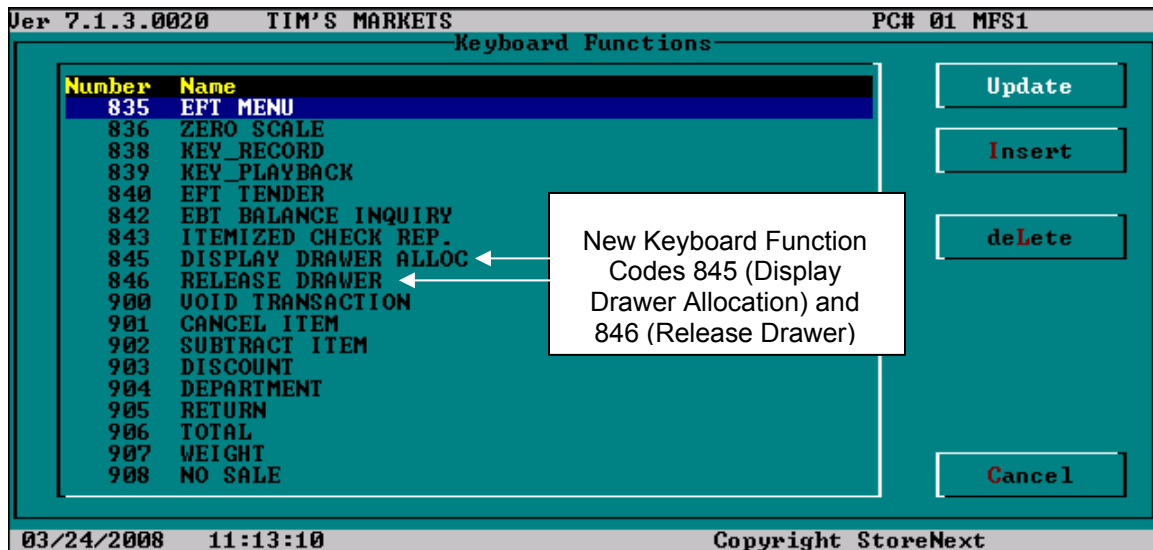 Ver 7.1.3.0020 TIM'S MARKETS PC# 01 MFS1
Keyboard Functions
Number Name
835 EFT MENU
836 ZERO SCALE
838 KEY_RECORD
839 KEY_PLAYBACK
840 EFT TENDER
842 EBT BALANCE INQUIRY
843 ITEMIZED CHECK REP.
845 DISPLAY DRAWER ALLOC
846 RELEASE DRAWER
900 VOID TRANSACTION
901 CANCEL ITEM
902 SUBTRACT ITEM
903 DISCOUNT
904 DEPARTMENT
905 RETURN
906 TOTAL
907 WEIGHT
908 NO SALE
New Keyboard Function
Codes 845 (Display
Drawer Allocation) and
846 (Release Drawer)
Update
Insert
deLete
Cancel
03/24/2008 11:13:10 Copyright StoreNext